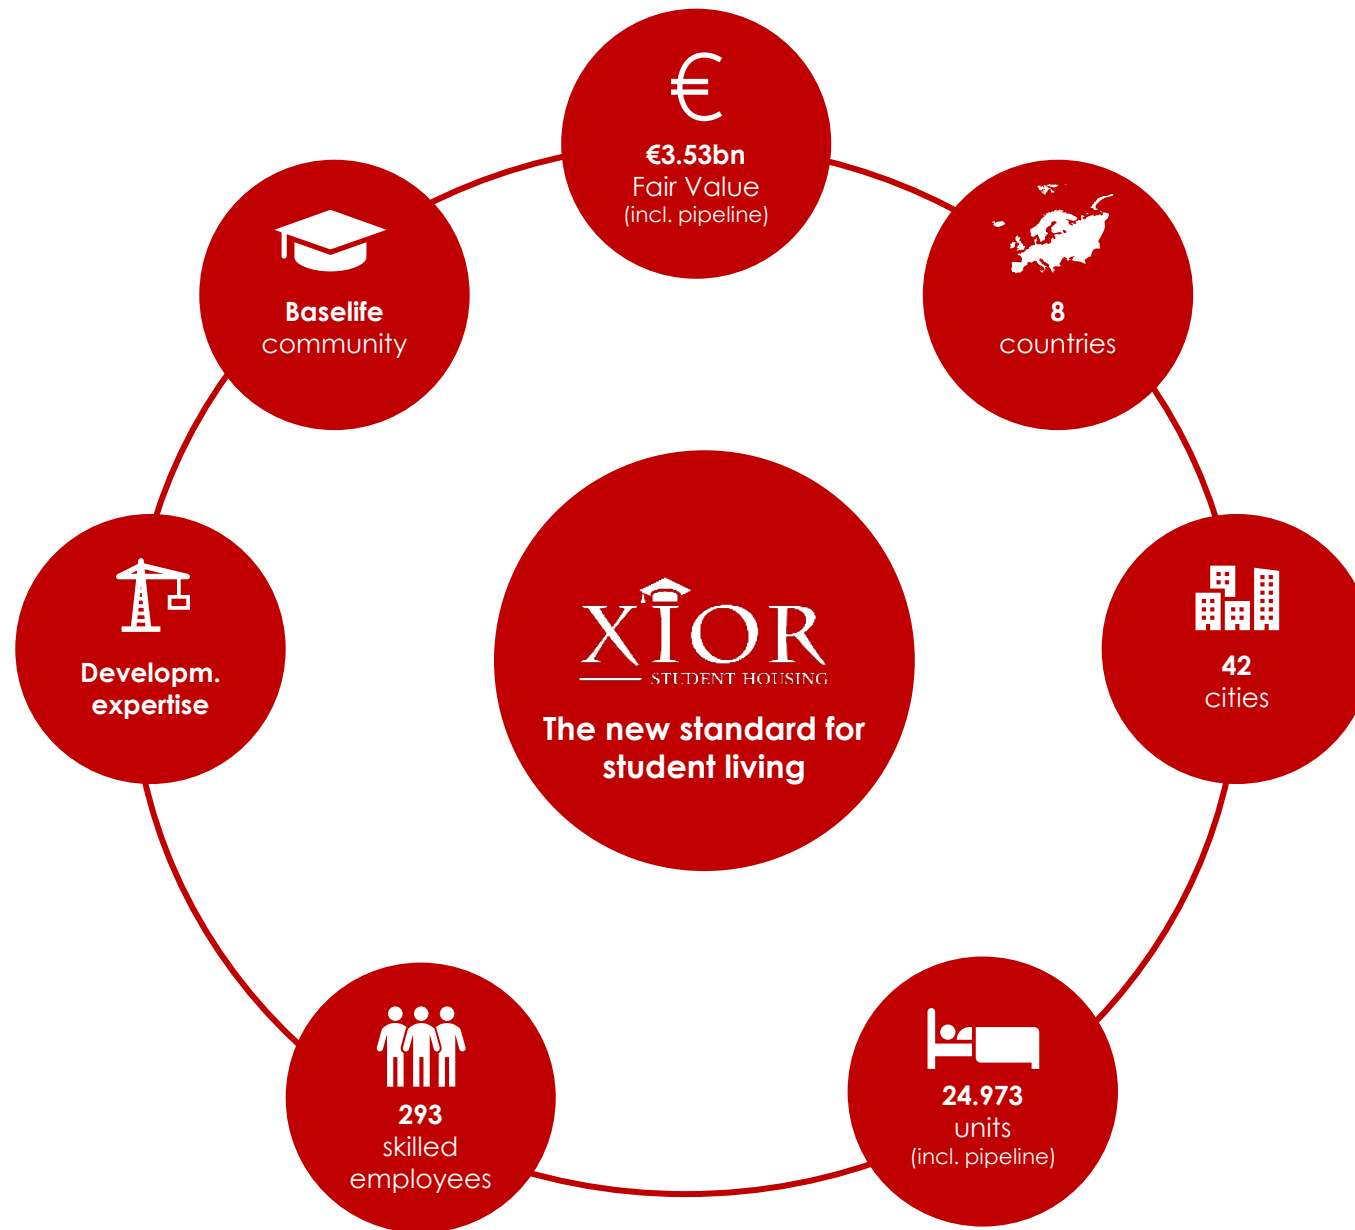 €
€3.53bn
Fair Value
(incl. pipeline)
8
countries
42
cities
24.973
units
(incl. pipeline)
293
skilled
employees
Developm.
expertise
Baselife
community
XIOR
STUDENT HOUSING
The new standard for
student living